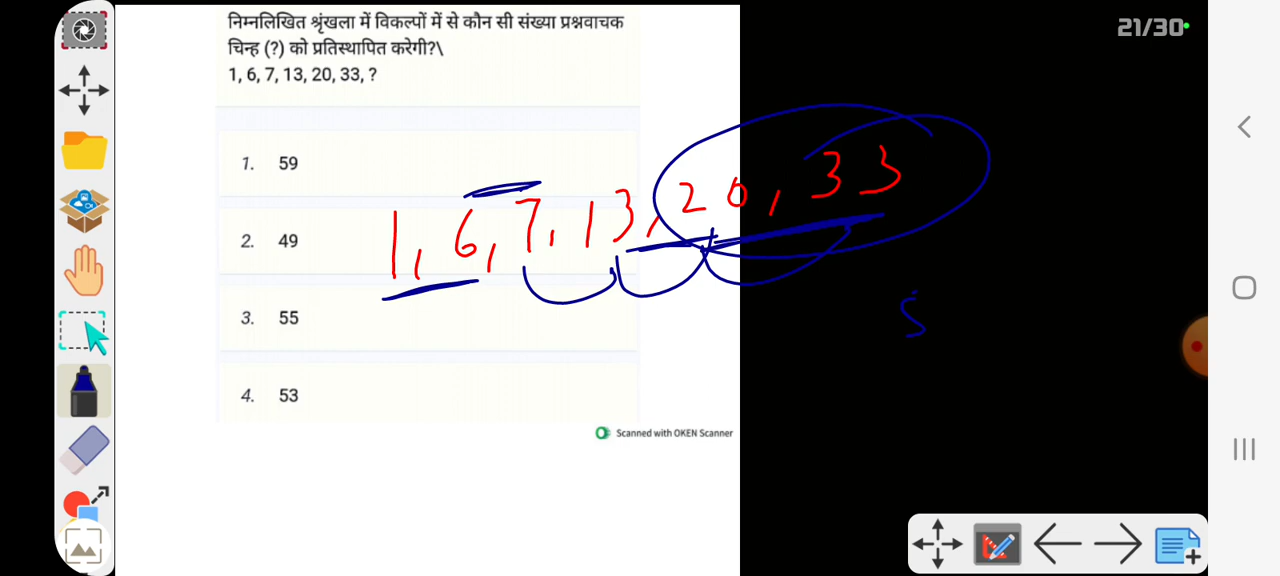 निम्नलिखित श्रृंखला में विकल्पों में से कौन सी संख्या प्रश्नवाचक
चिन्ह (?) को प्रतिस्थापित करेगी?\
1, 6, 7, 13, 20, 33, ?
1. 59
2. 49
3. 55
4. 53
1, 6, 7, 13, 20, 33
5
Scanned with OKEN Scanner
21/30